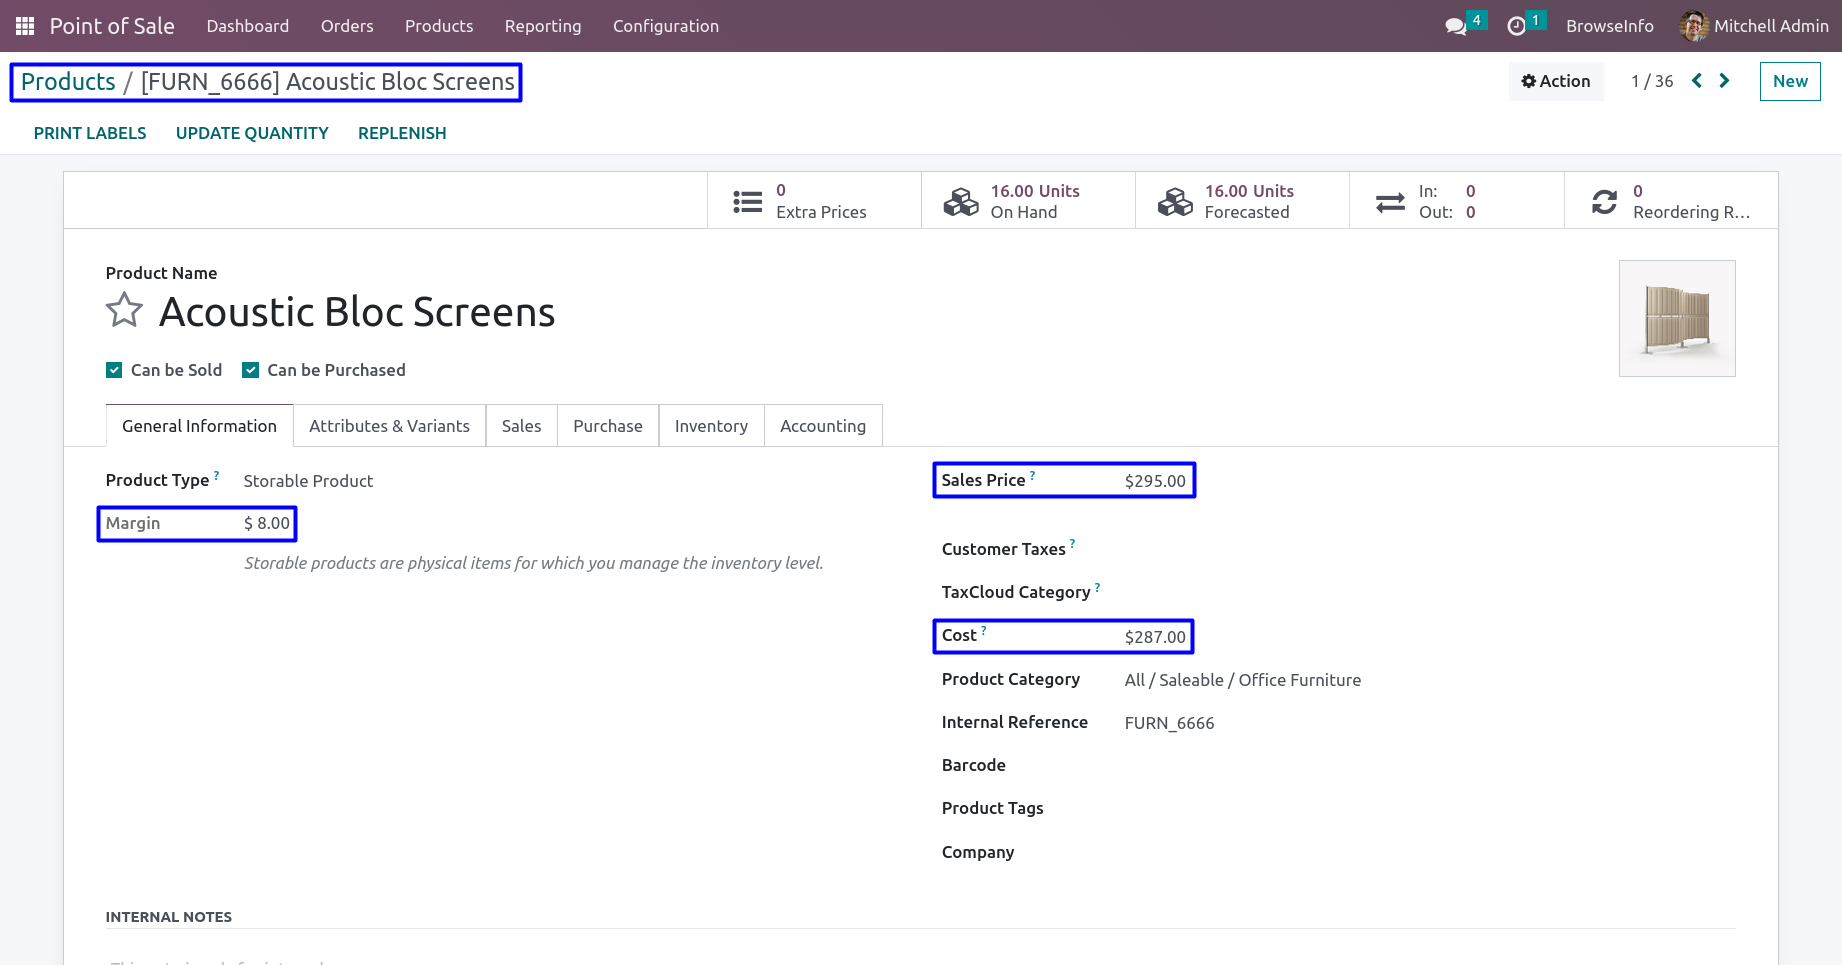 Point of Sale Dashboard Orders Products Reporting Configuration 4 1 BrowseInfo Mitchell Admin
Products / [FURN_6666] Acoustic Bloc Screens Action 1 / 36 New
PRINT LABELS UPDATE QUANTITY REPLENISH
0
Extra Prices
16.00 Units
On Hand
16.00 Units
Forecasted
In: 0
Out: 0
0
Reordering R...
Product Name
Acoustic Bloc Screens
Can be Sold Can be Purchased
General Information Attributes & Variants Sales Purchase Inventory Accounting
Product Type ? Storable Product
Margin $ 8.00
Storable products are physical items for which you manage the inventory level.
Sales Price ? $295.00
Customer Taxes ?
TaxCloud Category ?
Cost ? $287.00
Product Category All / Saleable / Office Furniture
Internal Reference FURN_6666
Barcode
Product Tags
Company
INTERNAL NOTES